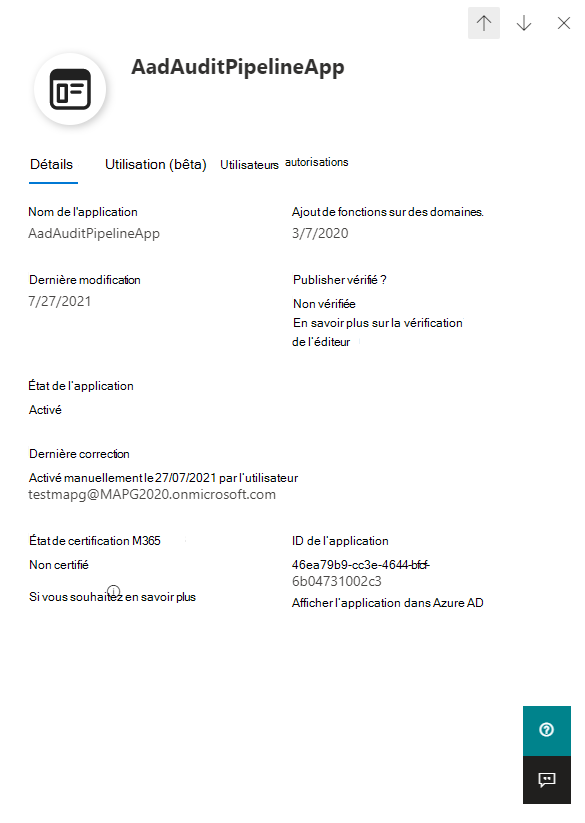 AadAuditPipelineApp
Détails
Utilisation (bêta)
Utilisateurs
autorisations
Nom de l'application
AadAuditPipelineApp
Ajout de fonctions sur des domaines.
3/7/2020
Dernière modification
7/27/2021
Publisher vérifié ?
Non vérifiée
En savoir plus sur la vérification
de l’éditeur
État de l’application
Activé
Dernière correction
Activé manuellement le 27/07/2021 par l’utilisateur
testmapg@MAPG2020.onmicrosoft.com
État de certification M365
Non certifié
Si vous souhaitez en savoir plus
ID de l’application
46ea79b9-cc3e-4644-bfcf-
6b04731002c3
Afficher l’application dans Azure AD